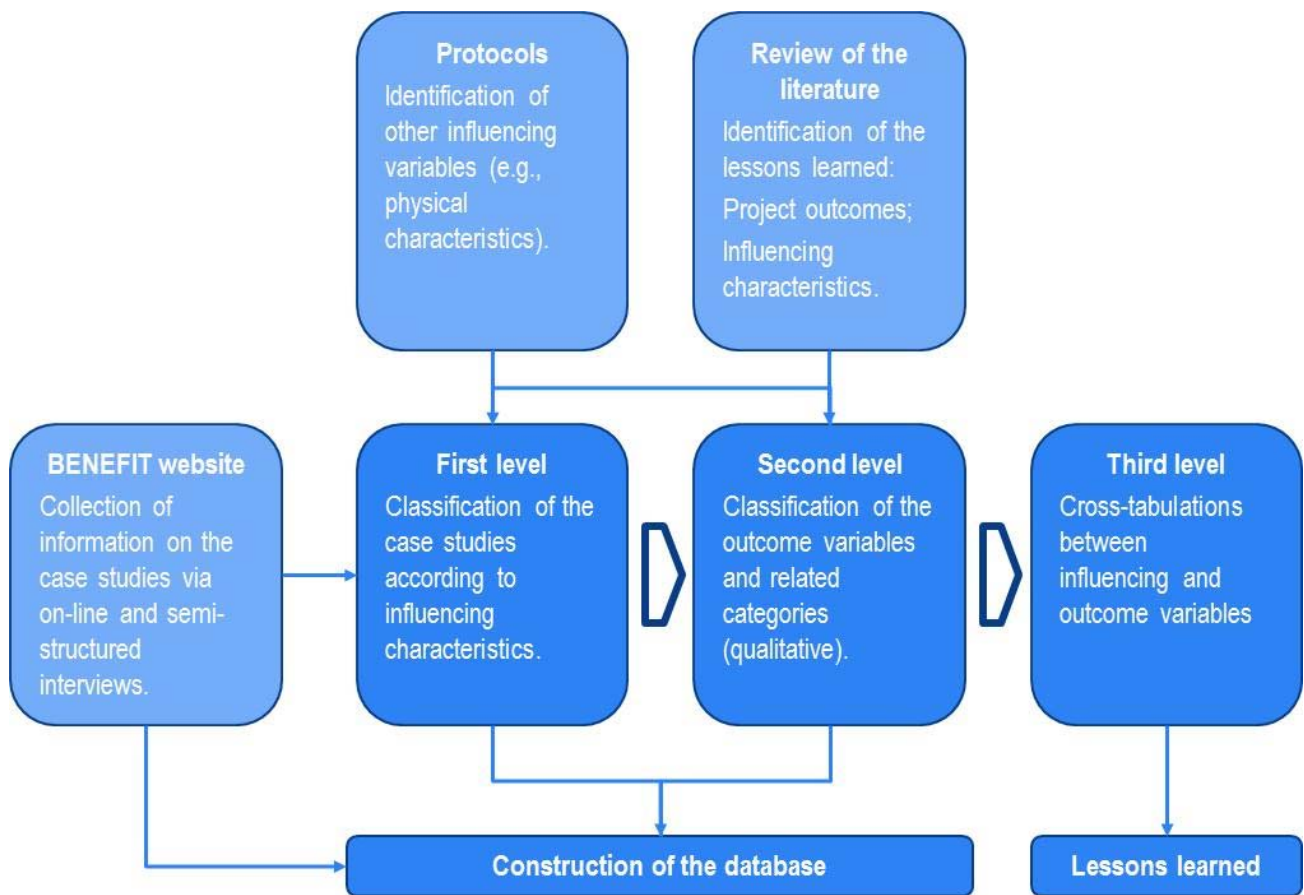 Protocols
Identification of
other influencing
variables (e.g.,
physical
characteristics).
Review of the
literature
Identification of the
lessons learned:
Project outcomes;
Influencing
characteristics.
BENEFIT website
Collection of
information on the
case studies via
on-line and semi-
structured
interviews.
First level
Classification of the
case studies
according to
influencing
characteristics.
Second level
Classification of the
outcome variables
and related
categories
(qualitative).
Third level
Cross-tabulations
between
influencing and
outcome variables
Construction of the database
Lessons learned